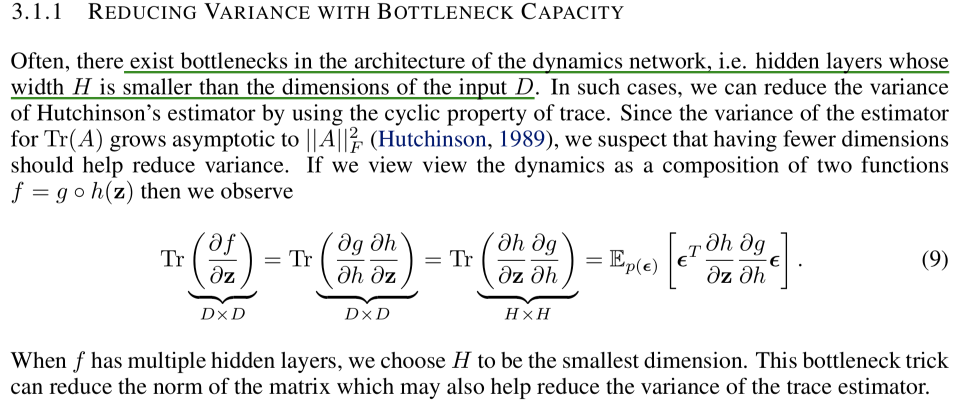 3.1.1 REDUCING VARIANCE WITH BOTTLENECK CAPACITY
Often, there exist bottlenecks in the architecture of the dynamics network, i.e. hidden layers whose
width H is smaller than the dimensions of the input D. In such cases, we can reduce the variance
of Hutchinson's estimator by using the cyclic property of trace. Since the variance of the estimator
for Tr(A) grows asymptotic to ||A||²_F (Hutchinson, 1989), we suspect that having fewer dimensions
should help reduce variance. If we view view the dynamics as a composition of two functions
f = g ∘ h(z) then we observe
Tr (∂f/∂z) = Tr (∂g/∂h ∂h/∂z) = Tr (∂h/∂z ∂g/∂h) = 𝔼_p(ϵ) [ϵ^T ∂h/∂z ∂g/∂h ϵ] . (9)
D×D D×D H×H
When f has multiple hidden layers, we choose H to be the smallest dimension. This bottleneck trick
can reduce the norm of the matrix which may also help reduce the variance of the trace estimator.